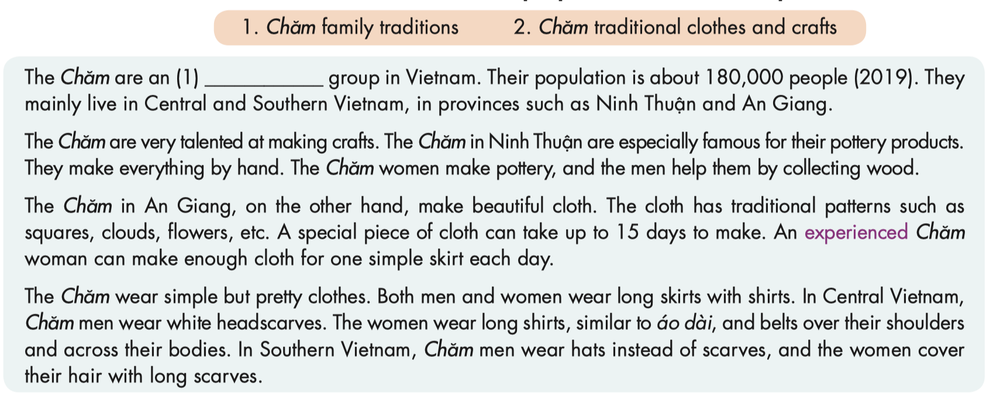 1. Chăm family traditions 2. Chăm traditional clothes and crafts
The Chăm are an (1) ____________ group in Vietnam. Their population is about 180,000 people (2019). They
mainly live in Central and Southern Vietnam, in provinces such as Ninh Thuận and An Giang.
The Chăm are very talented at making crafts. The Chăm in Ninh Thuận are especially famous for their pottery products.
They make everything by hand. The Chăm women make pottery, and the men help them by collecting wood.
The Chăm in An Giang, on the other hand, make beautiful cloth. The cloth has traditional patterns such as
squares, clouds, flowers, etc. A special piece of cloth can take up to 15 days to make. An experienced Chăm
woman can make enough cloth for one simple skirt each day.
The Chăm wear simple but pretty clothes. Both men and women wear long skirts with shirts. In Central Vietnam,
Chăm men wear white headscarves. The women wear long shirts, similar to áo dài, and belts over their shoulders
and across their bodies. In Southern Vietnam, Chăm men wear hats instead of scarves, and the women cover
their hair with long scarves.